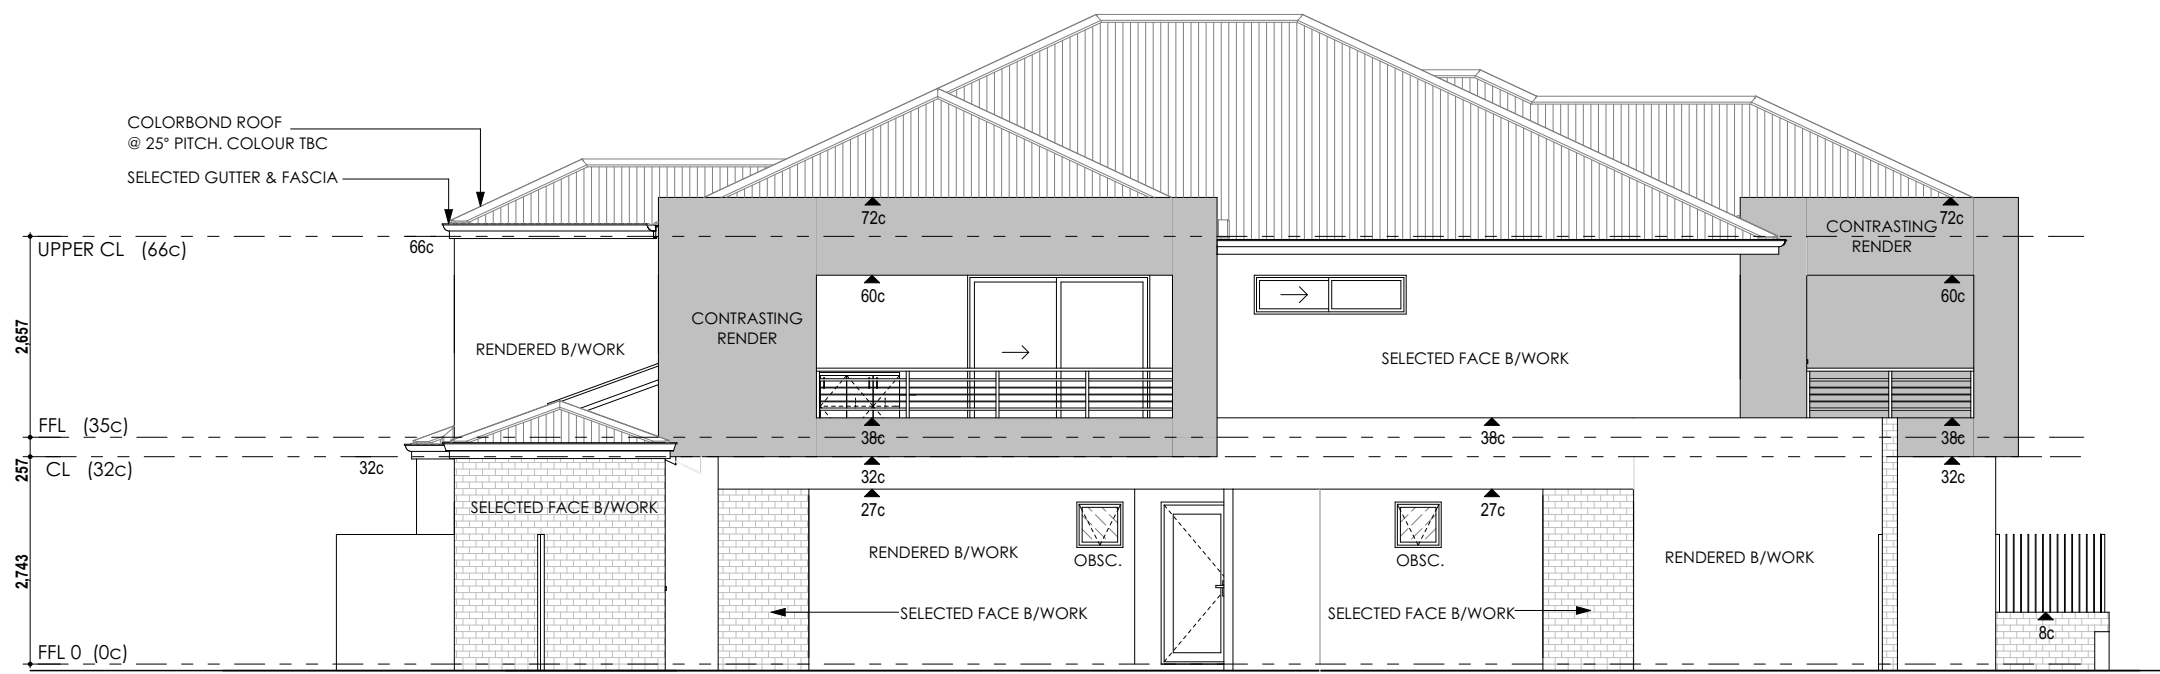 COLORBOND ROOF
@ 25° PITCH. COLOUR TBC
SELECTED GUTTER & FASCIA
72c
72c
CONTRASTING
RENDER
UPPER CL (66c)
66c
60c
60c
CONTRASTING
RENDER
2,657
RENDERED B/WORK
SELECTED FACE B/WORK
FFL (35c)
38c
38c
38c
257
CL (32c)
32c
32c
32c
SELECTED FACE B/WORK
27c
27c
RENDERED B/WORK
OBSC.
OBSC.
RENDERED B/WORK
2,743
SELECTED FACE B/WORK
SELECTED FACE B/WORK
8c
FFL 0 (0c)